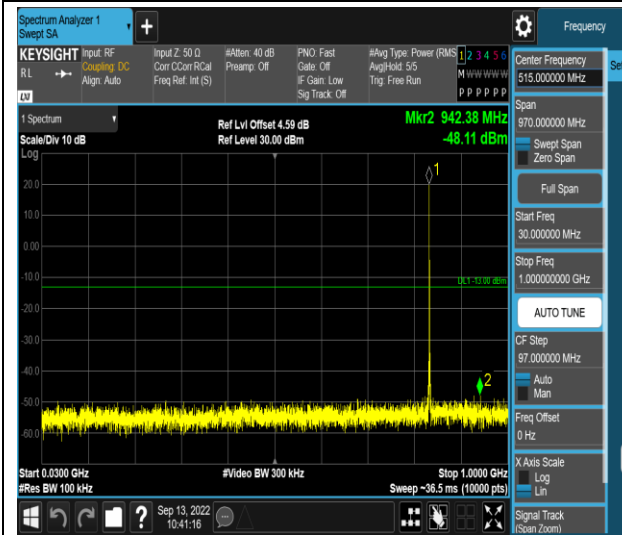 Spectrum Analyzer 1
Swept SA
+
Frequency
KEYSIGHT
RL
LXI
Input: RF
Coupling: DC
Align: Auto
Input Z: 50 Ω
Corr CCorr RCal
Freq Ref: Int (S)
#Atten: 40 dB
Preamp: Off
PNO: Fast
Gate: Off
IF Gain: Low
Sig Track: Off
#Avg Type: Power (RMS
Avg|Hold: 5/5
Trig: Free Run
1 2 3 4 5 6
M W W W W W
P P P P P P
1 Spectrum
Scale/Div 10 dB
Ref Lvl Offset 4.59 dB
Ref Level 30.00 dBm
Mkr2 942.38 MHz
-48.11 dBm
Log
20.0
10.0
0.00
-10.0
-20.0
-30.0
-40.0
-50.0
-60.0
1
DL1 -13.00 dBm
2
Start 0.0300 GHz
#Res BW 100 kHz
#Video BW 300 kHz
Stop 1.0000 GHz
Sweep ~36.5 ms (10000 pts)
?
Sep 13, 2022
10:41:16
Center Frequency
515.000000 MHz
Se
Span
970.000000 MHz
Swept Span
Zero Span
Full Span
Start Freq
30.000000 MHz
Stop Freq
1.000000000 GHz
AUTO TUNE
CF Step
97.000000 MHz
Auto
Man
Freq Offset
0 Hz
X Axis Scale
Log
Lin
Signal Track
(Span Zoom)